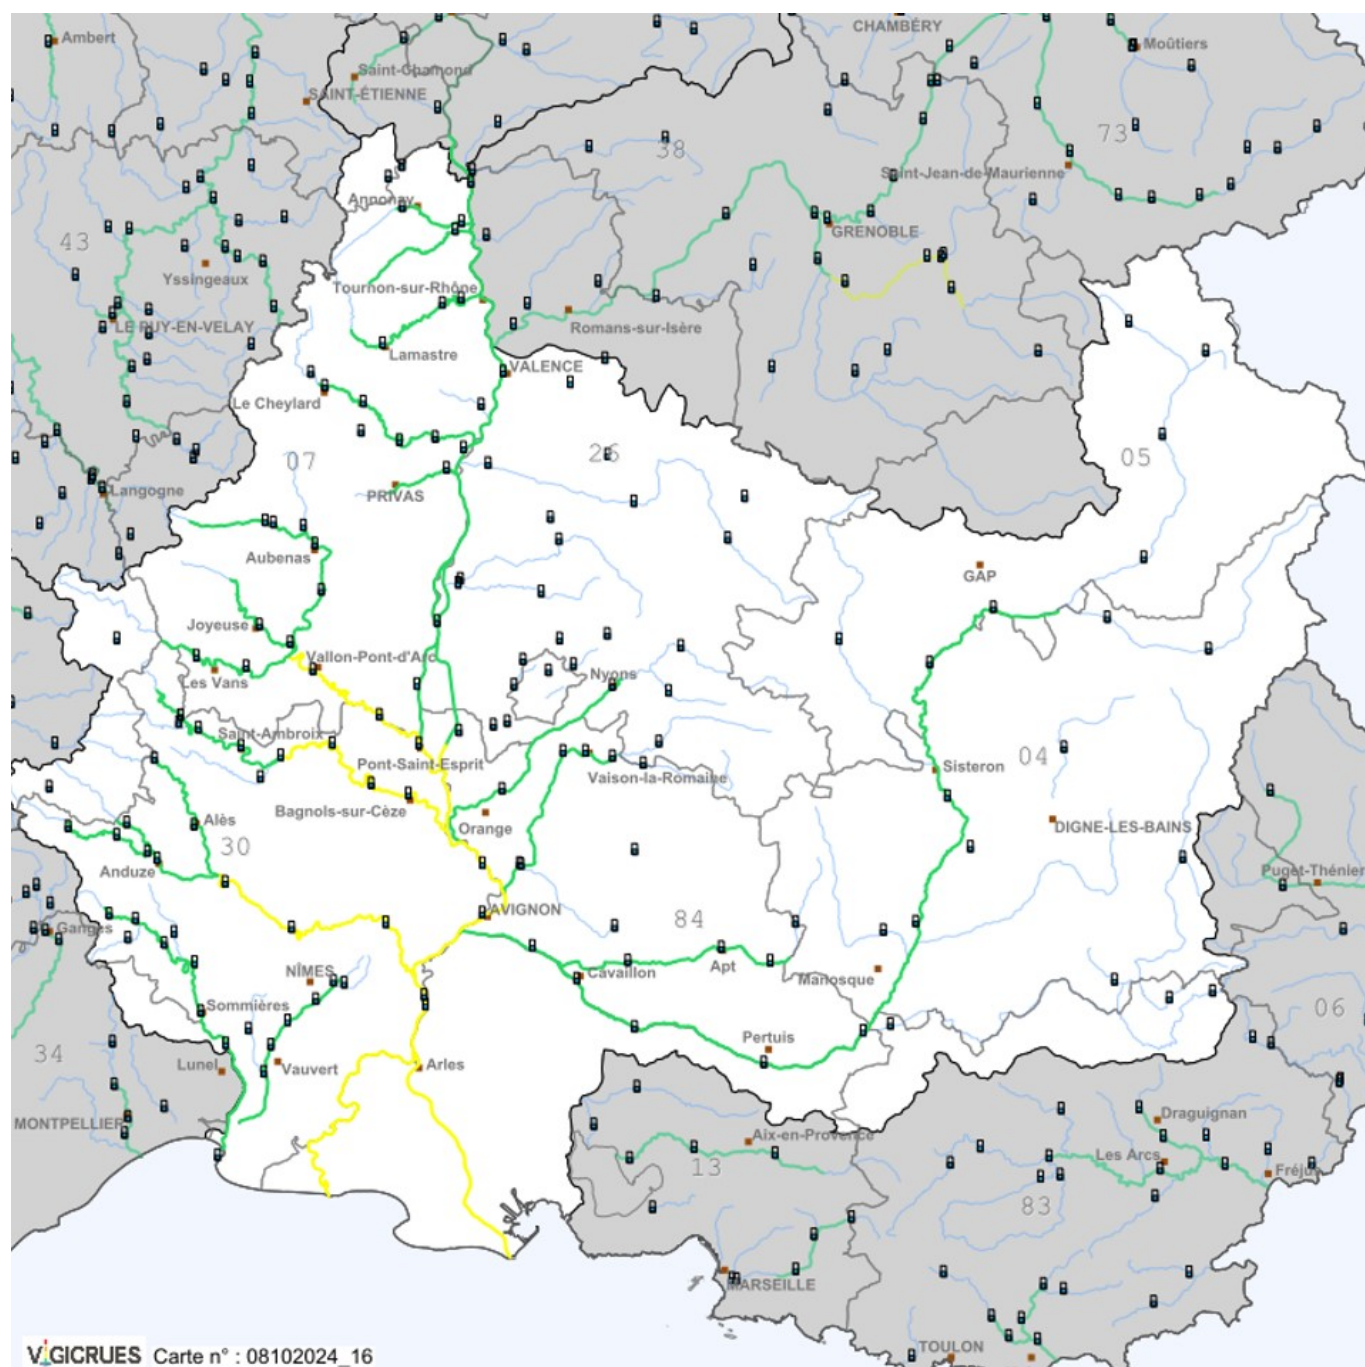 CHAMBÉRY
Ambert
Moûtiers
Saint-Chamond
SAINT-ÉTIENNE
73
38
Saint-Jean-de-Maurienne
Annonay
GRENOBLE
43
Yssingeaux
Tournon-sur-Rhône
LE PUY-EN-VELAY
Romans-sur-Isère
Lamastre
VALENCE
Le Cheylard
07
26
05
Langogne
PRIVAS
Aubenas
GAP
Joyeuse
Vallon-Pont-d'Arc
Les Vans
Nyons
Saint-Ambroix
04
Pont-Saint-Esprit
Sisteron
Vaison-la-Romaine
Bagnols-sur-Cèze
Alès
Orange
DIGNE-LES-BAINS
30
Anduze
Puget-Thénier
AVIGNON
84
Ganges
NÎMES
Cavaillon
Apt
Manosque
Sommières
06
34
Pertuis
Lunel
Vauvert
Arles
MONTPELLIER
Draguignan
Aix-en-Provence
Les Arcs
13
Fréjus
83
MARSEILLE
TOULON
VIGICRUES Carte n° : 08102024_16